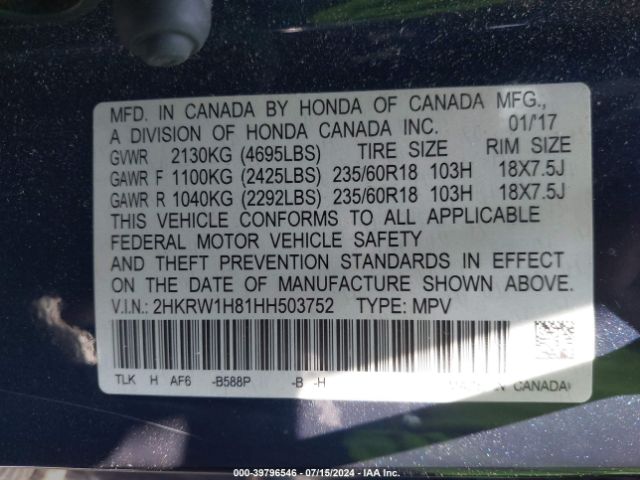 MFD. IN CANADA BY HONDA OF CANADA MFG.,
A DIVISION OF HONDA CANADA INC. 01/'17
GVWR 2130KG (4695LBS) TIRE SIZE RIM SIZE
GAWR F 1100KG (2425LBS) 235/60R18 103H 18X7.5J
GAWR R 1040KG (2292LBS) 235/60R18 103H 18X7.5J
THIS VEHICLE CONFORMS TO ALL APPLICABLE
FEDERAL MOTOR VEHICLE SAFETY
AND THEFT PREVENTION STANDARDS IN EFFECT
ON THE DATE OF MANUFACTURE SHOWN ABOVE.
V.I.N.: 2HKRW1H81HH503752 TYPE: MPV
TLK H AF6 -B588P -B -H IN CANADA
000-39796546 / 07/15/2024 - IAA Inc.